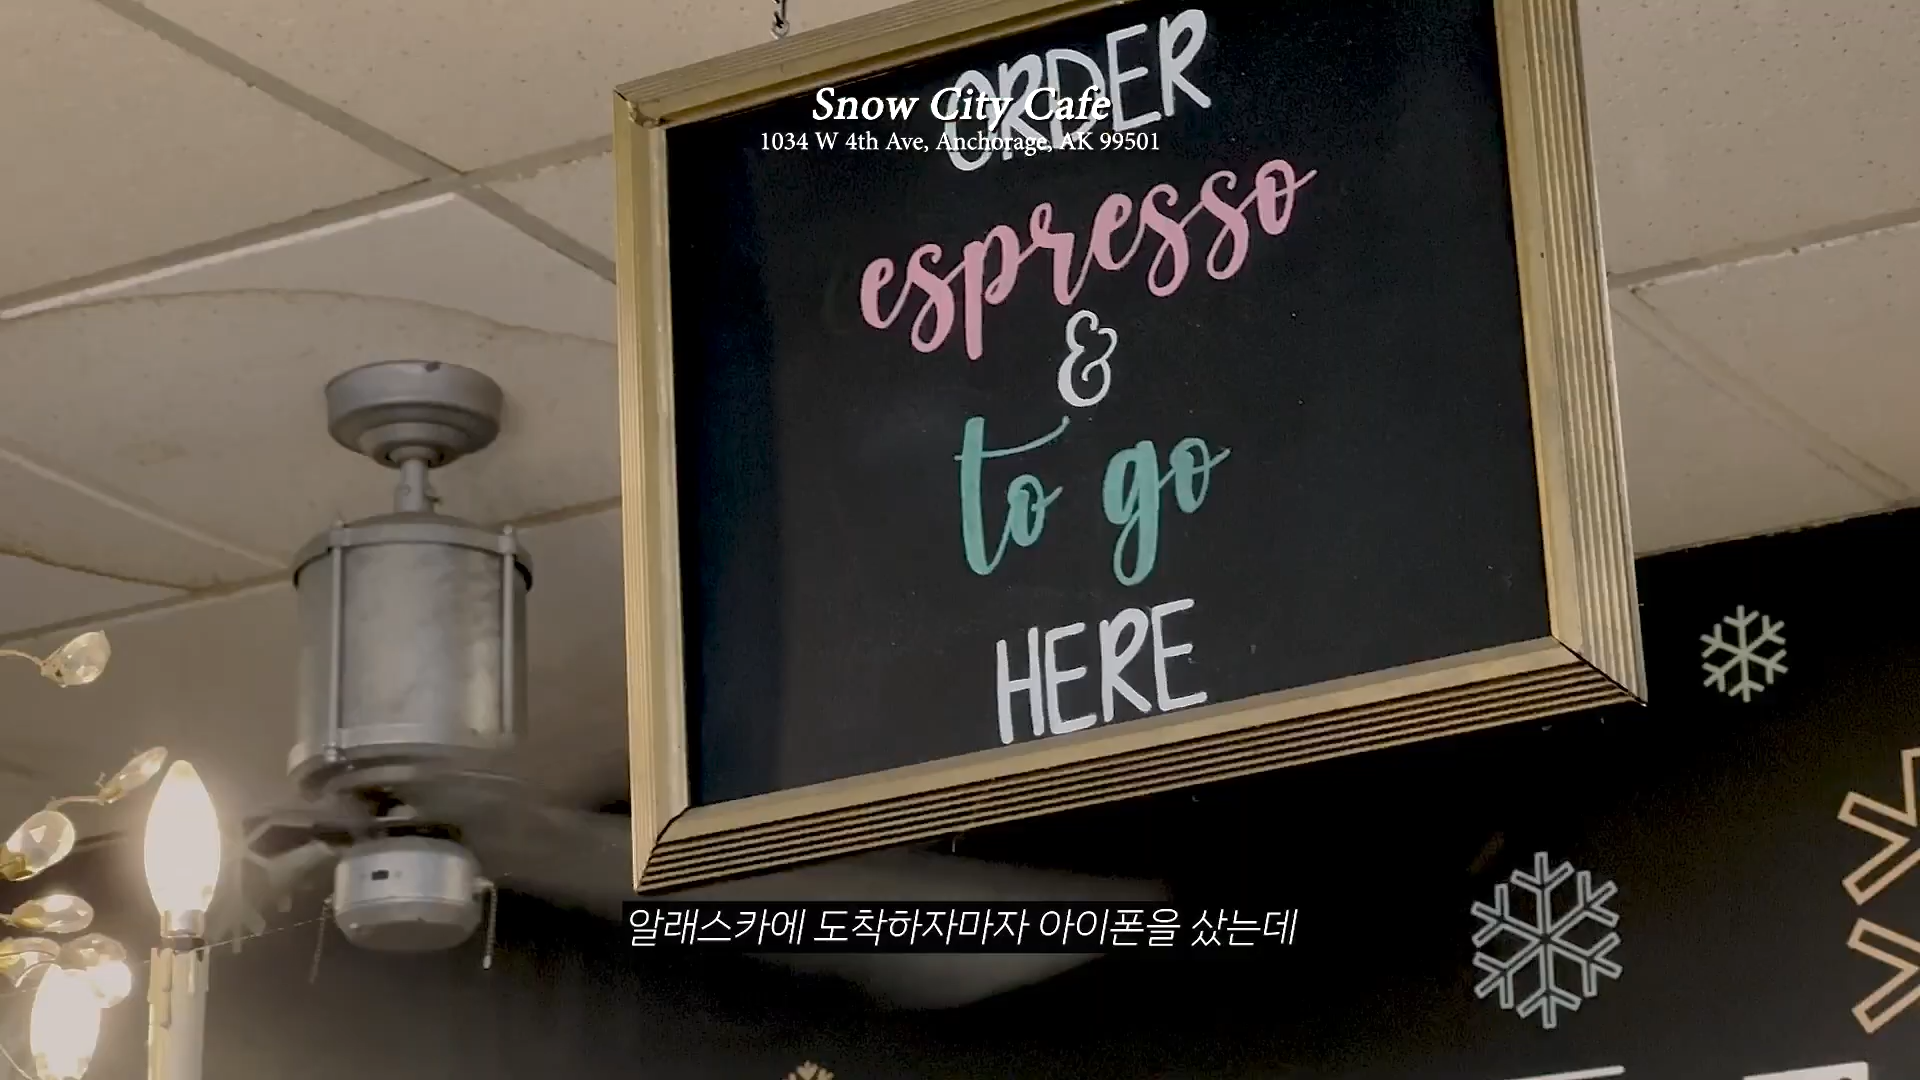 Snow City Cafe
1034 W 4th Ave, Anchorage, AK 99501
ORDER
espresso
&
to go
HERE
알래스카에 도착하자마자 아이폰을 샀는데